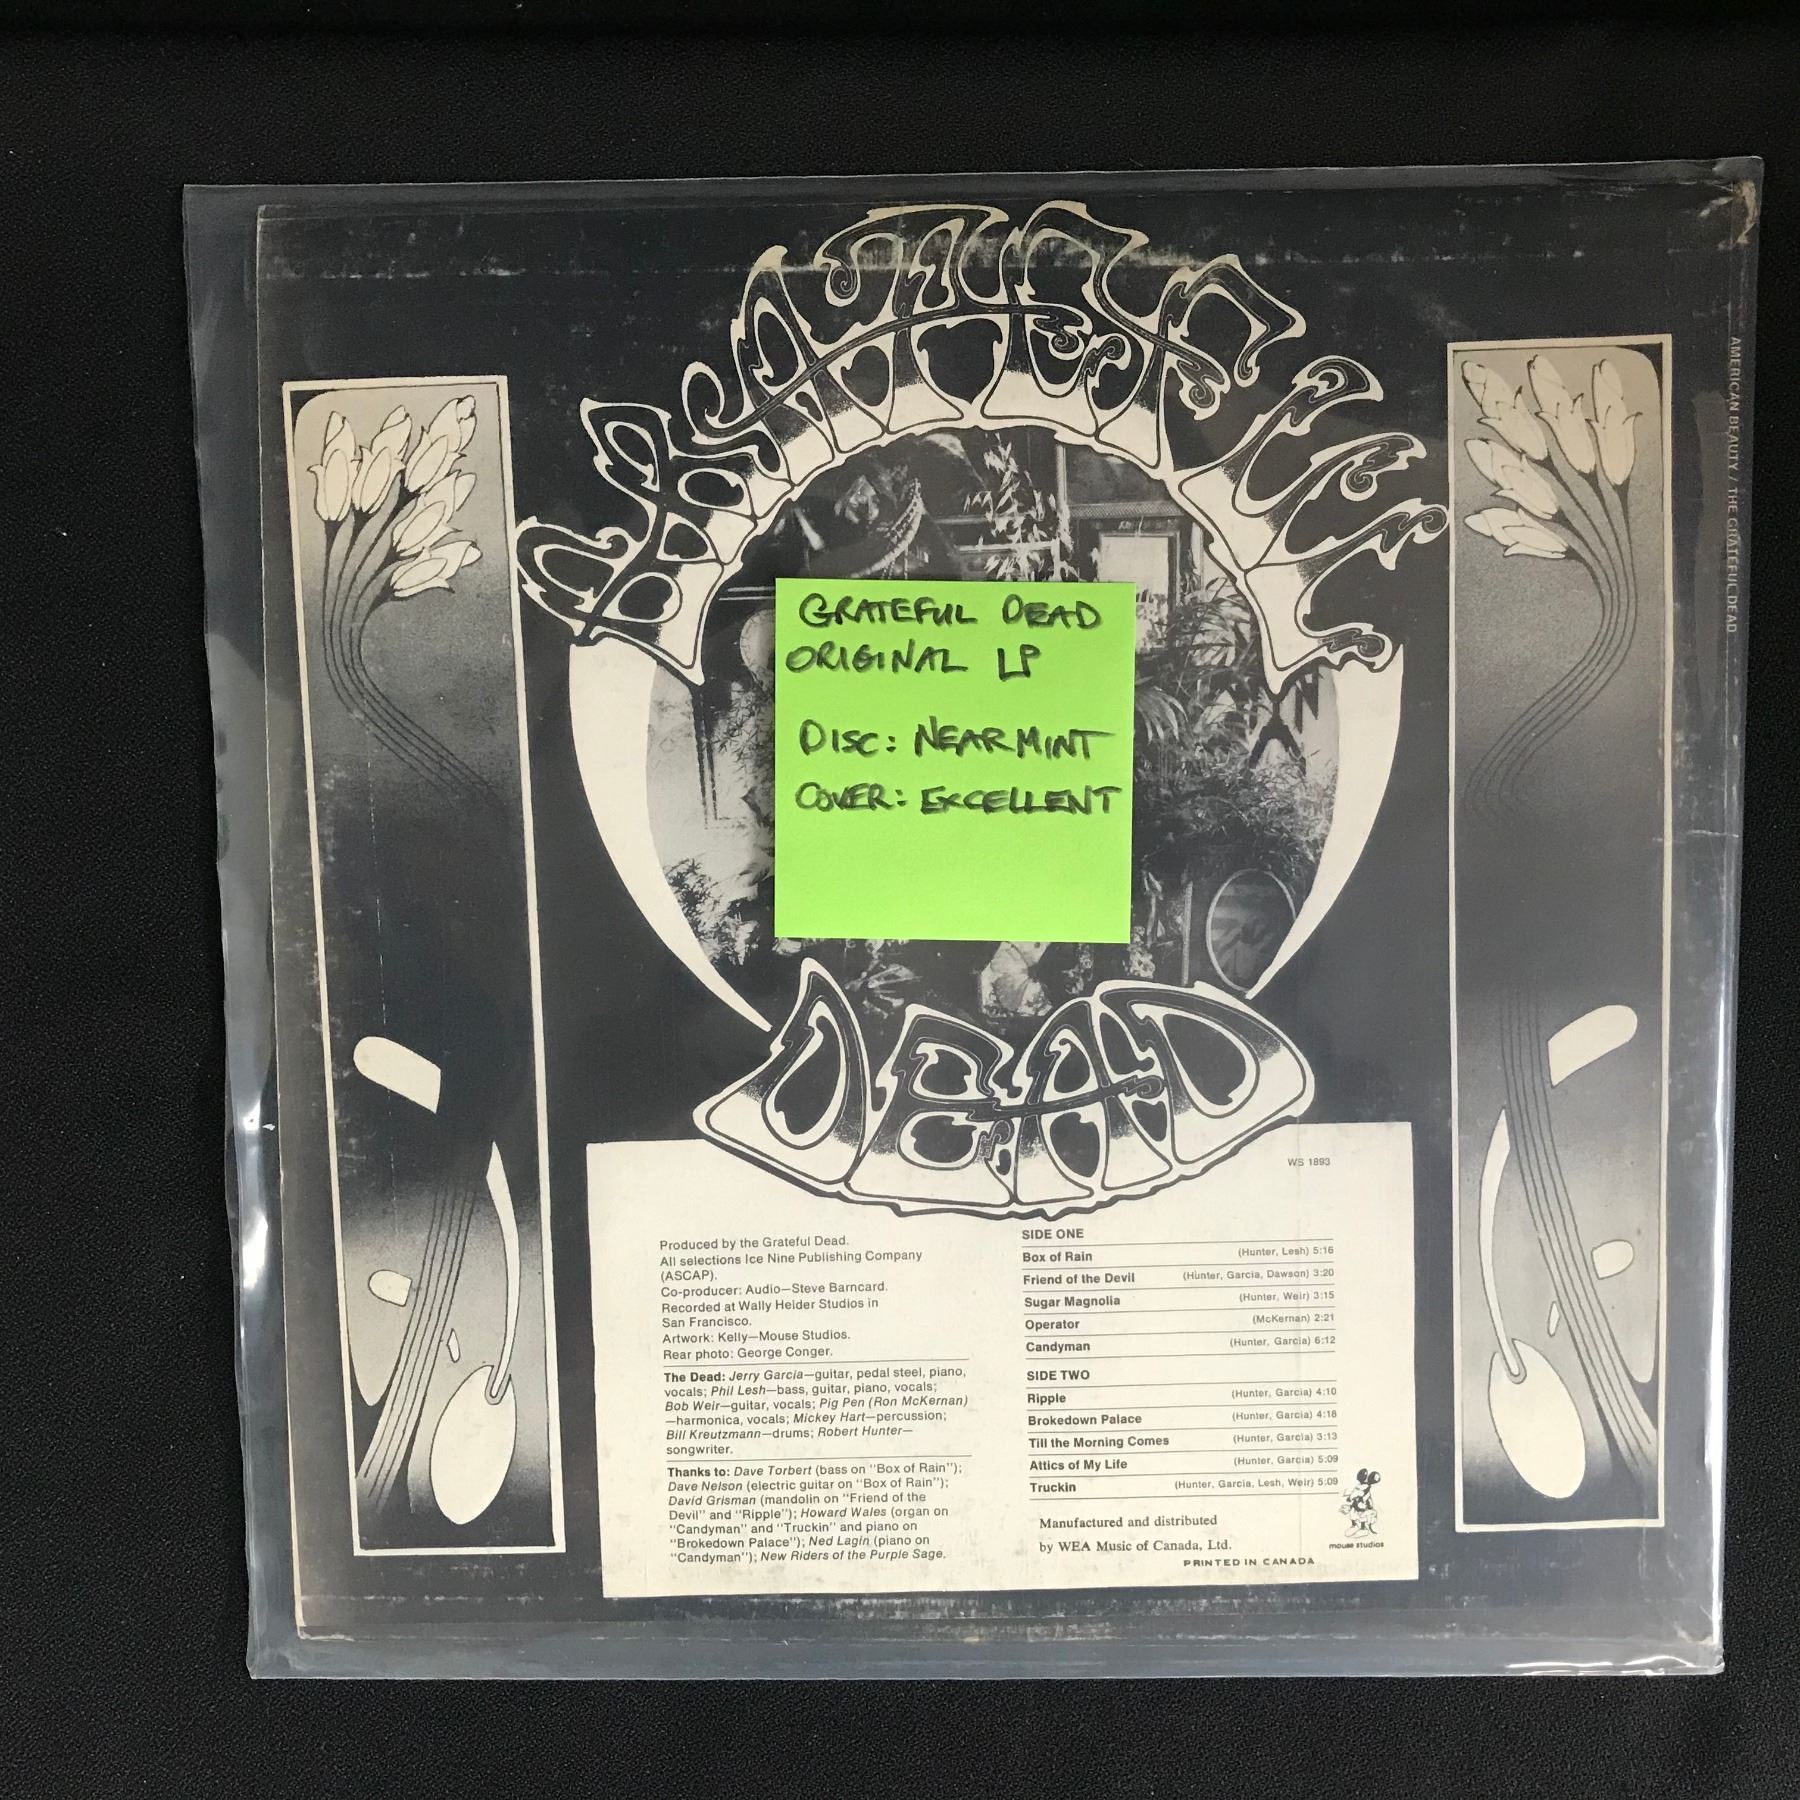 GRATEFUL
DEAD
AMERICAN BEAUTY / THE GRATEFUL DEAD
GRATEFUL DEAD
ORIGINAL LP
DISC: NEAR MINT
COVER: EXCELLENT
WS 1893
Produced by the Grateful Dead.
All selections Ice Nine Publishing Company
(ASCAP).
Co-producer: Audio—Steve Barncard.
Recorded at Wally Heider Studios in
San Francisco.
Artwork: Kelly—Mouse Studios.
Rear photo: George Conger.
The Dead: Jerry Garcia—guitar, pedal steel, piano,
vocals; Phil Lesh—bass, guitar, piano, vocals;
Bob Weir—guitar, vocals; Pig Pen (Ron McKernan)
—harmonica, vocals; Mickey Hart—percussion;
Bill Kreutzmann—drums; Robert Hunter—
songwriter.
Thanks to: Dave Torbert (bass on "Box of Rain");
Dave Nelson (electric guitar on "Box of Rain");
David Grisman (mandolin on "Friend of the
Devil" and "Ripple"); Howard Wales (organ on
"Candyman" and "Truckin" and piano on
"Brokedown Palace"); Ned Lagin (piano on
"Candyman"); New Riders of the Purple Sage.
SIDE ONE
Box of Rain (Hunter, Lesh) 5:16
Friend of the Devil (Hunter, Garcia, Dawson) 3:20
Sugar Magnolia (Hunter, Weir) 3:15
Operator (McKernan) 2:21
Candyman (Hunter, Garcia) 6:12
SIDE TWO
Ripple (Hunter, Garcia) 4:10
Brokedown Palace (Hunter, Garcia) 4:18
Till the Morning Comes (Hunter, Garcia) 3:13
Attics of My Life (Hunter, Garcia) 5:09
Truckin (Hunter, Garcia, Lesh, Weir) 5:09
Manufactured and distributed
by WEA Music of Canada, Ltd.
PRINTED IN CANADA
mouse studios